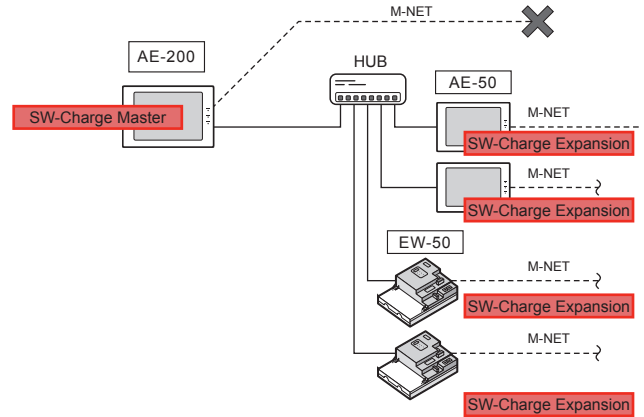 M-NET
AE-200
HUB
AE-50
M-NET
SW-Charge Master
SW-Charge Expansion
M-NET
SW-Charge Expansion
EW-50
M-NET
SW-Charge Expansion
M-NET
SW-Charge Expansion